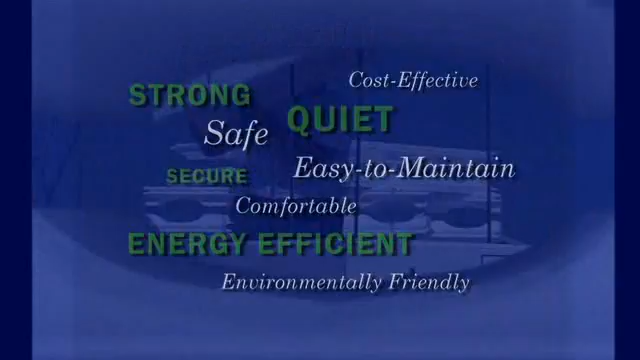 Cost-Effective
STRONG
QUIET
Safe
Easy-to-Maintain
SECURE
Comfortable
ENERGY EFFICIENT
Environmentally Friendly